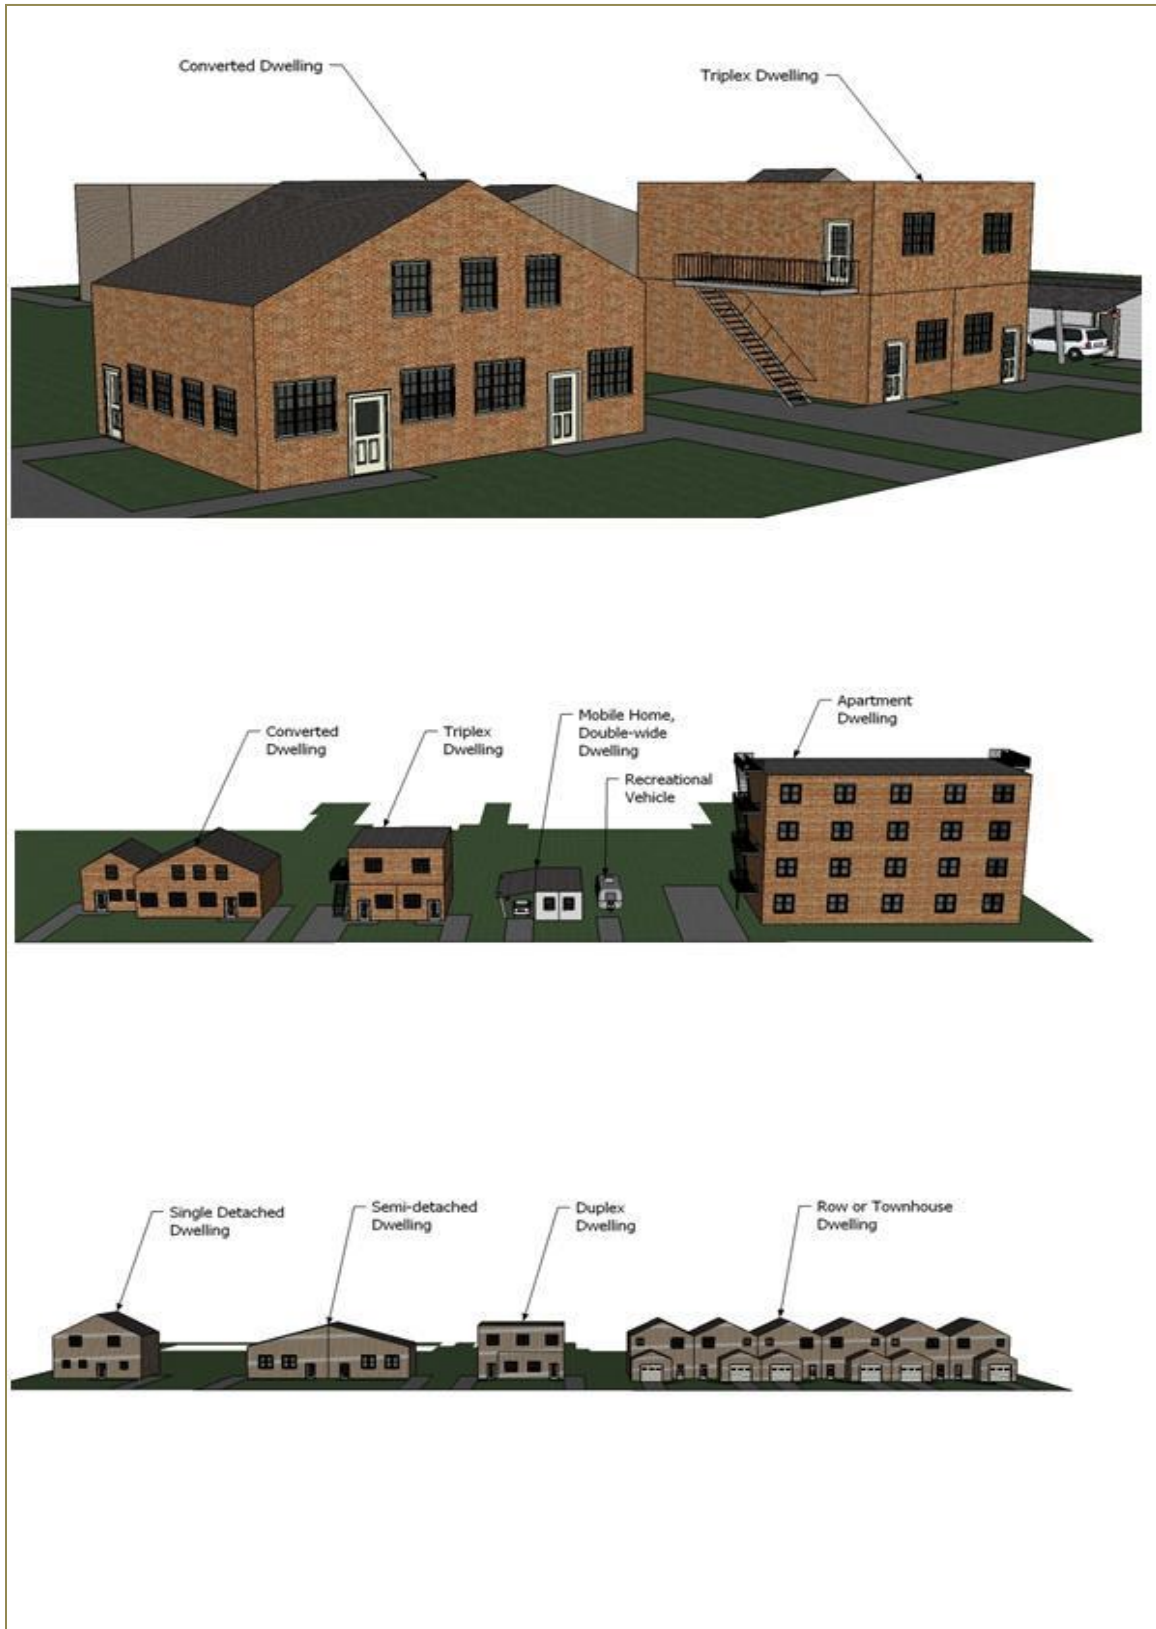 Converted Dwelling
Triplex Dwelling
Converted
Dwelling
Triplex
Dwelling
Mobile Home,
Double-wide
Dwelling
Recreational
Vehicle
Apartment
Dwelling
Single Detached
Dwelling
Semi-detached
Dwelling
Duplex
Dwelling
Row or Townhouse
Dwelling